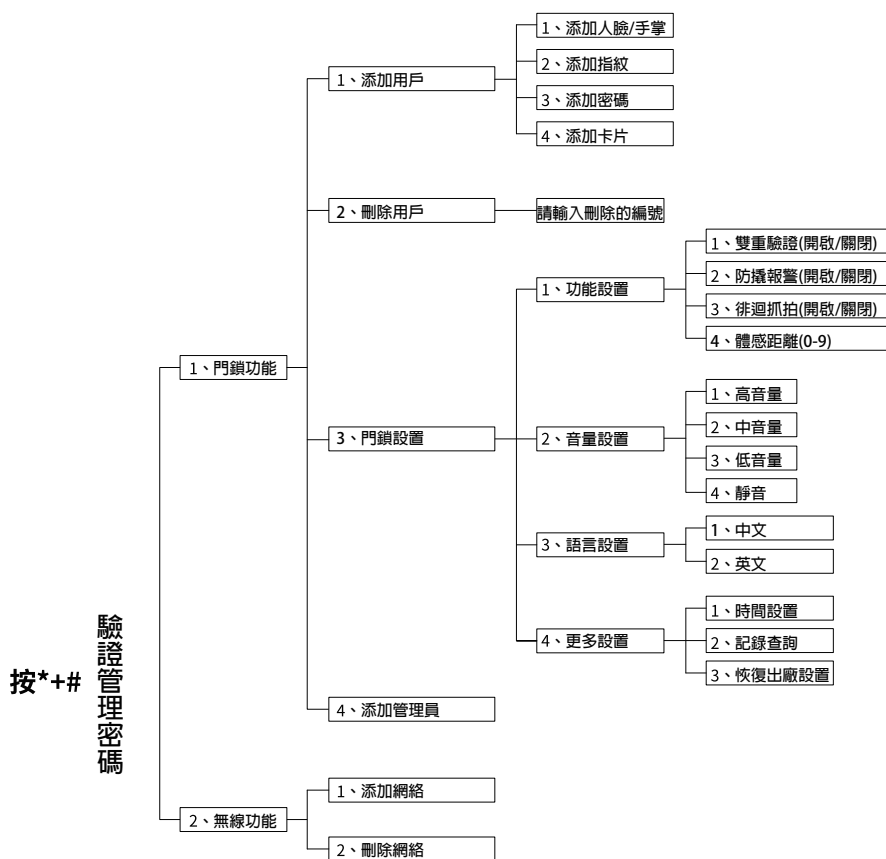 1、添加人臉/手掌
1、添加用戶
2、添加指紋
3、添加密碼
4、添加卡片
2、刪除用戶
請輸入刪除的編號
1、雙重驗證(開啟/關閉)
1、功能設置
2、防撬報警(開啟/關閉)
3、徘迴抓拍(開啟/關閉)
4、體感距離(0-9)
1、門鎖功能
1、高音量
3、門鎖設置
2、音量設置
2、中音量
3、低音量
4、靜音
3、語言設置
1、中文
2、英文
1、時間設置
4、更多設置
2、記錄查詢
3、恢復出廠設置
按*+#
驗證管理密碼
4、添加管理員
1、添加網絡
2、無線功能
2、刪除網絡